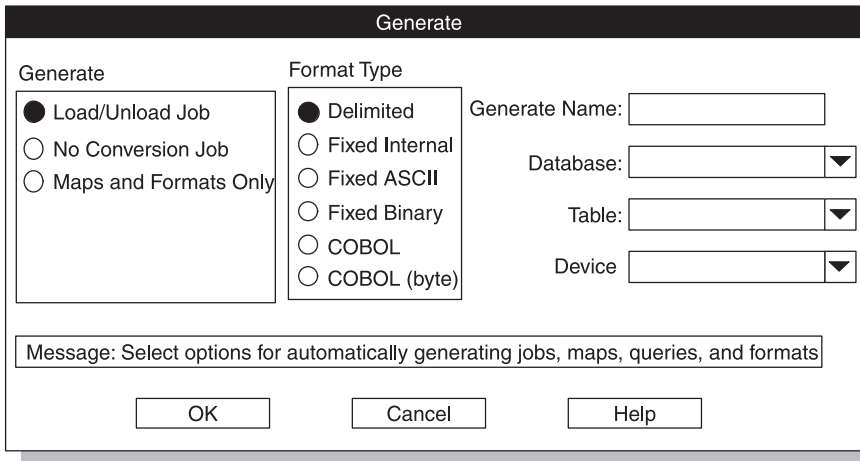 Generate
Generate
Load/Unload Job
No Conversion Job
Maps and Formats Only
Format Type
Delimited
Fixed Internal
Fixed ASCII
Fixed Binary
COBOL
COBOL (byte)
Generate Name:
Database:
Table:
Device
Message: Select options for automatically generating jobs, maps, queries, and formats
OK
Cancel
Help